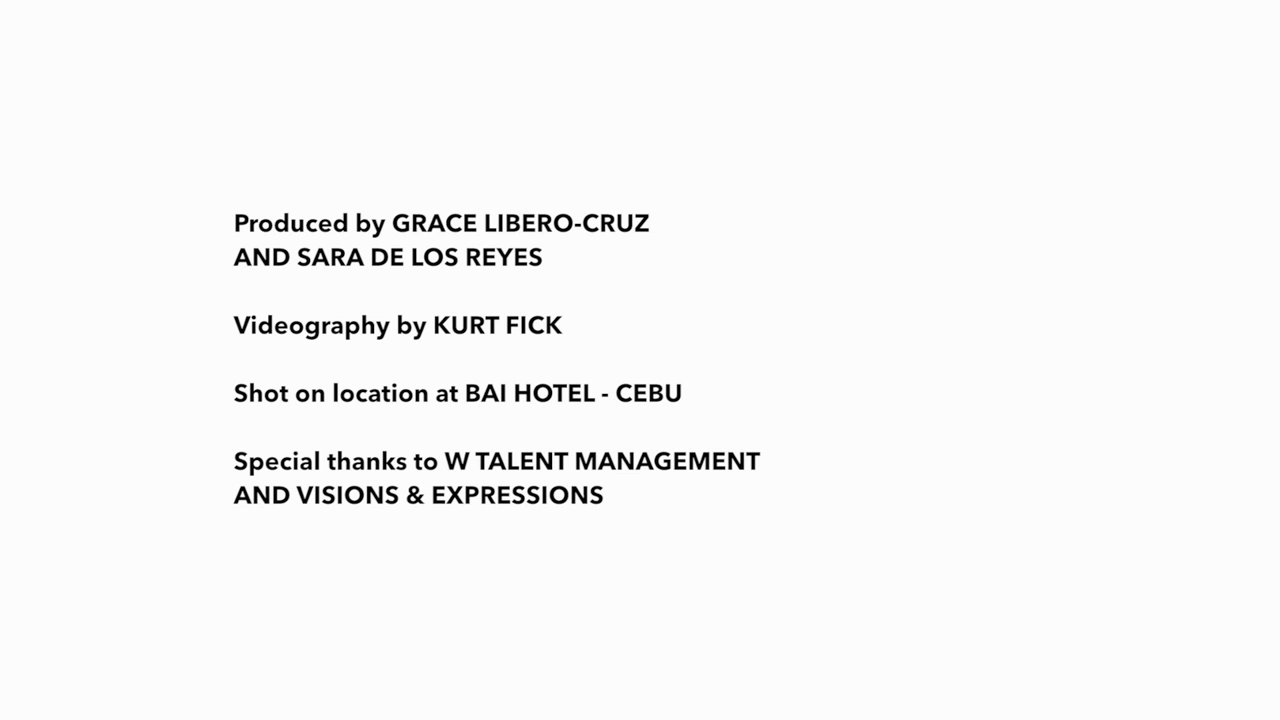 Produced by GRACE LIBERO-CRUZ
AND SARA DE LOS REYES
Videography by KURT FICK
Shot on location at BAI HOTEL - CEBU
Special thanks to W TALENT MANAGEMENT
AND VISIONS & EXPRESSIONS